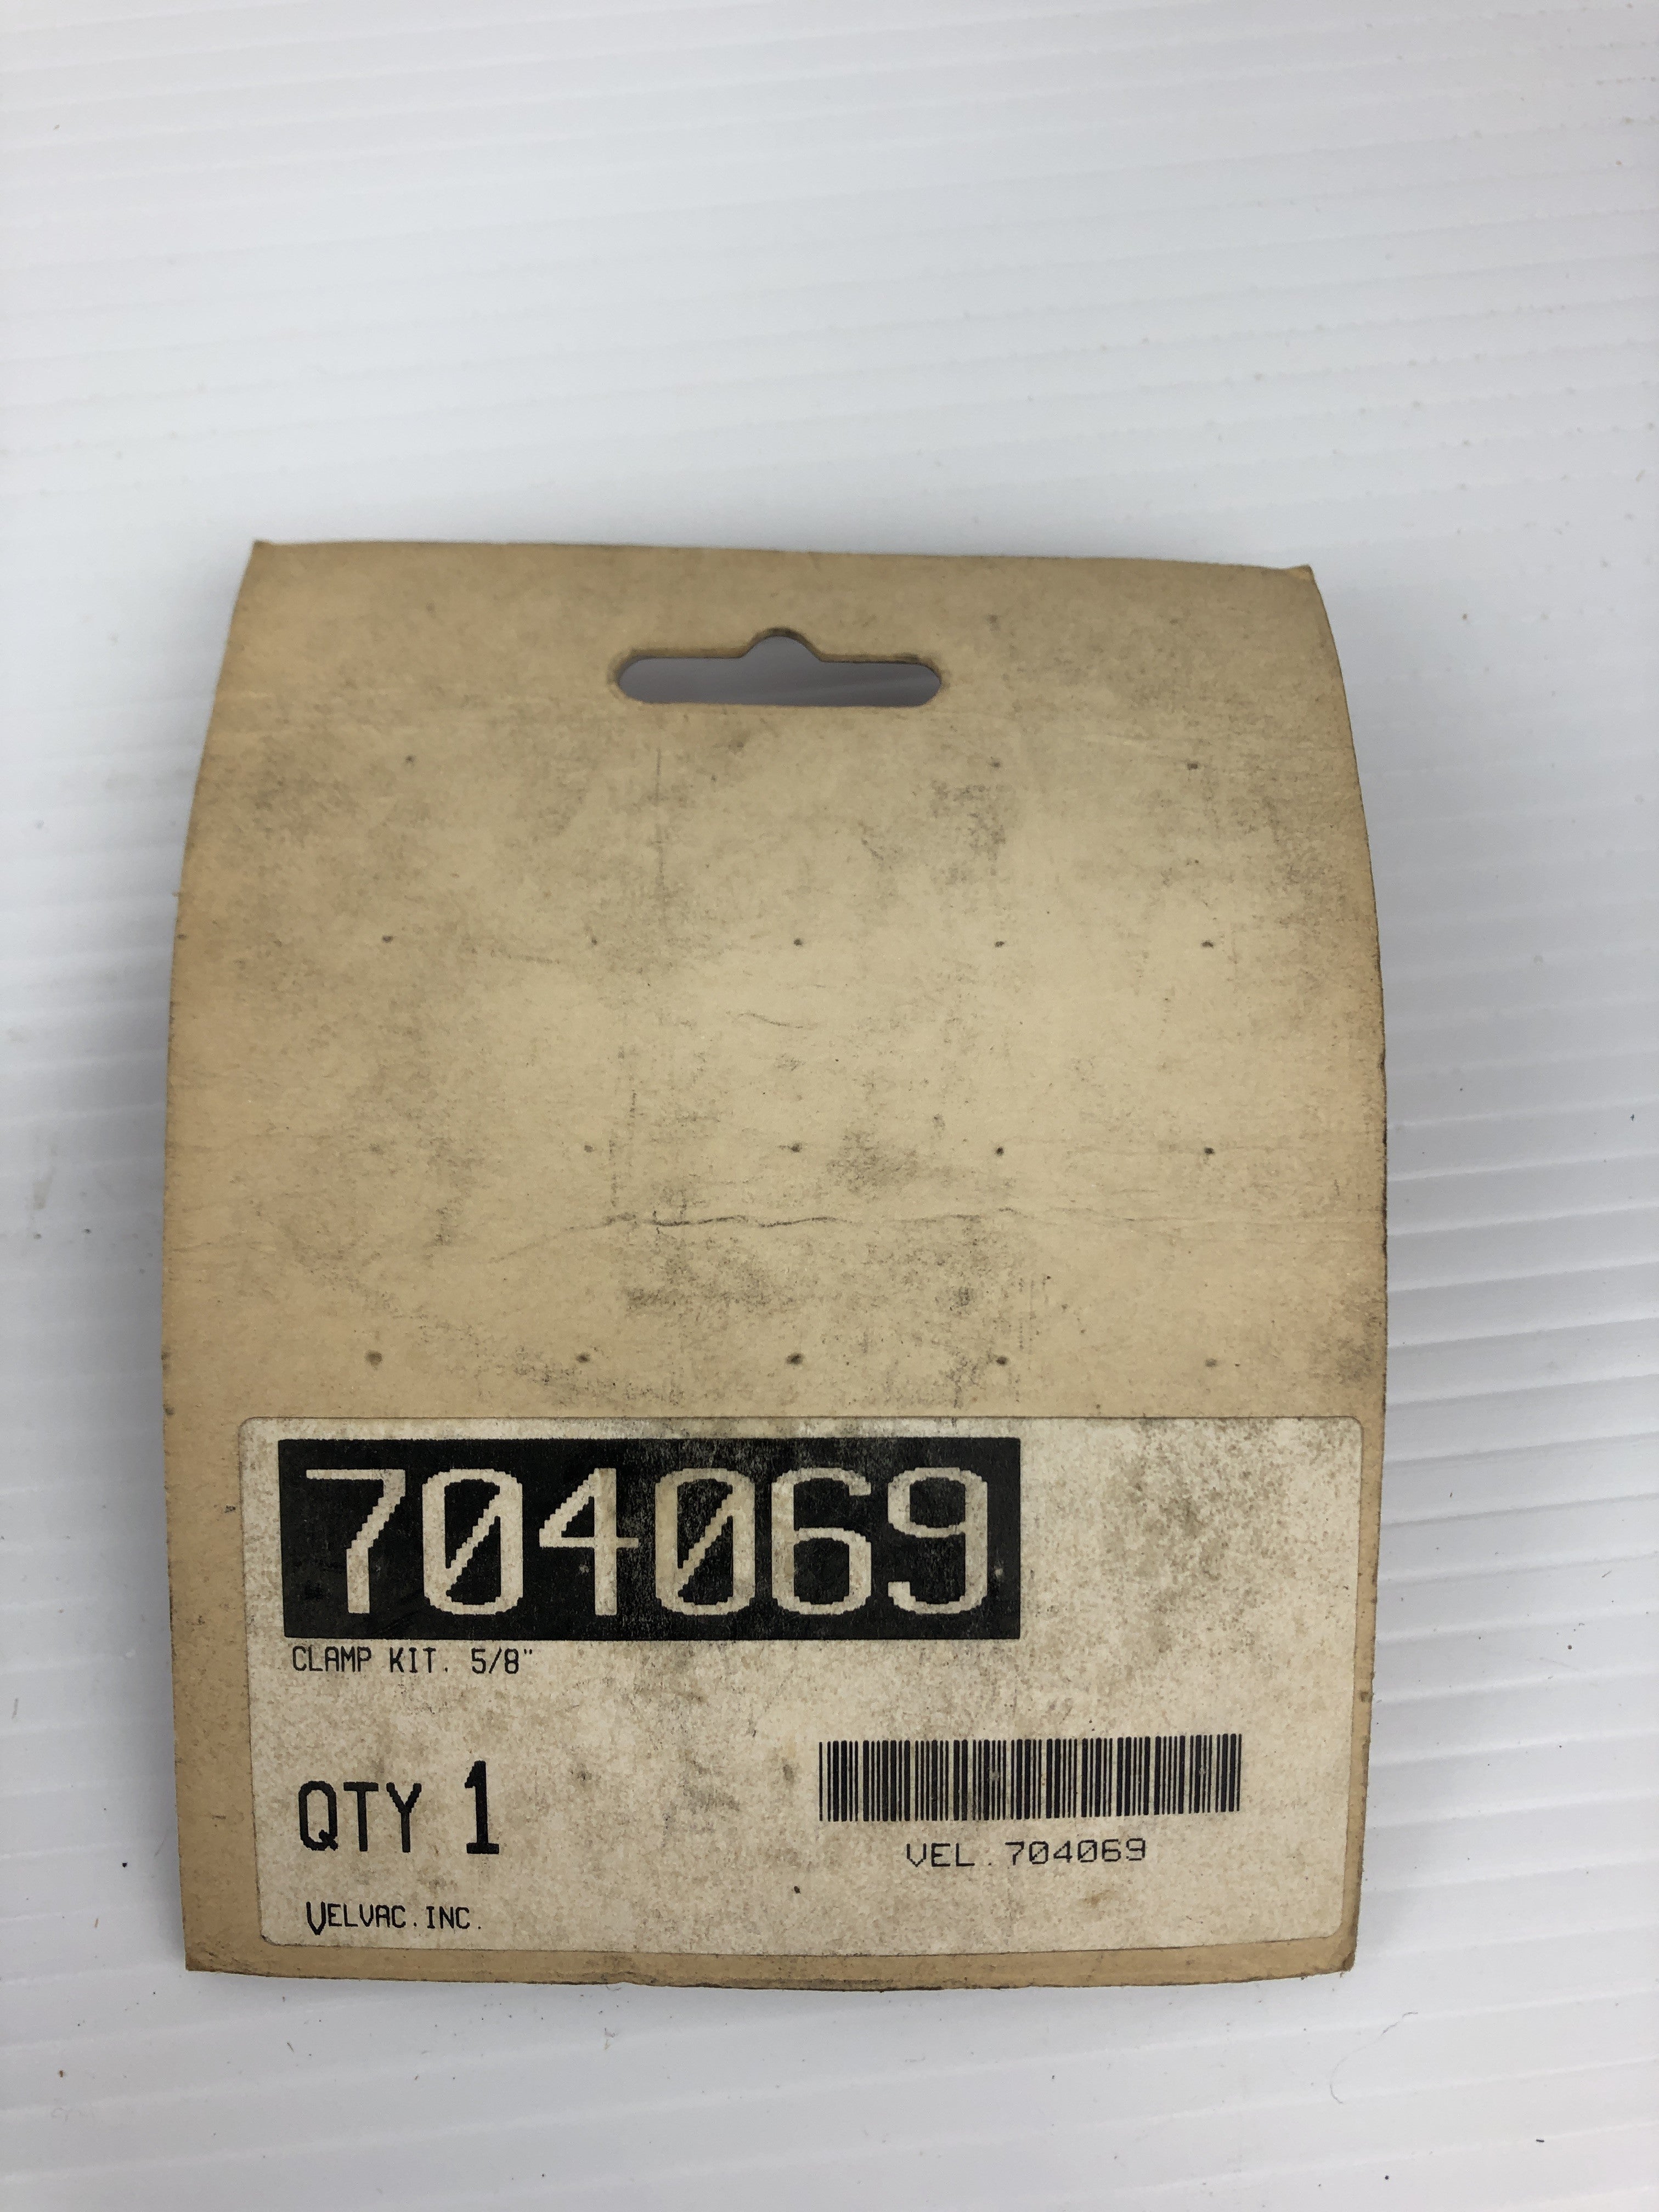 704069
CLAMP KIT. 5/8"
QTY 1
VEL.704069
VELVAC.INC.